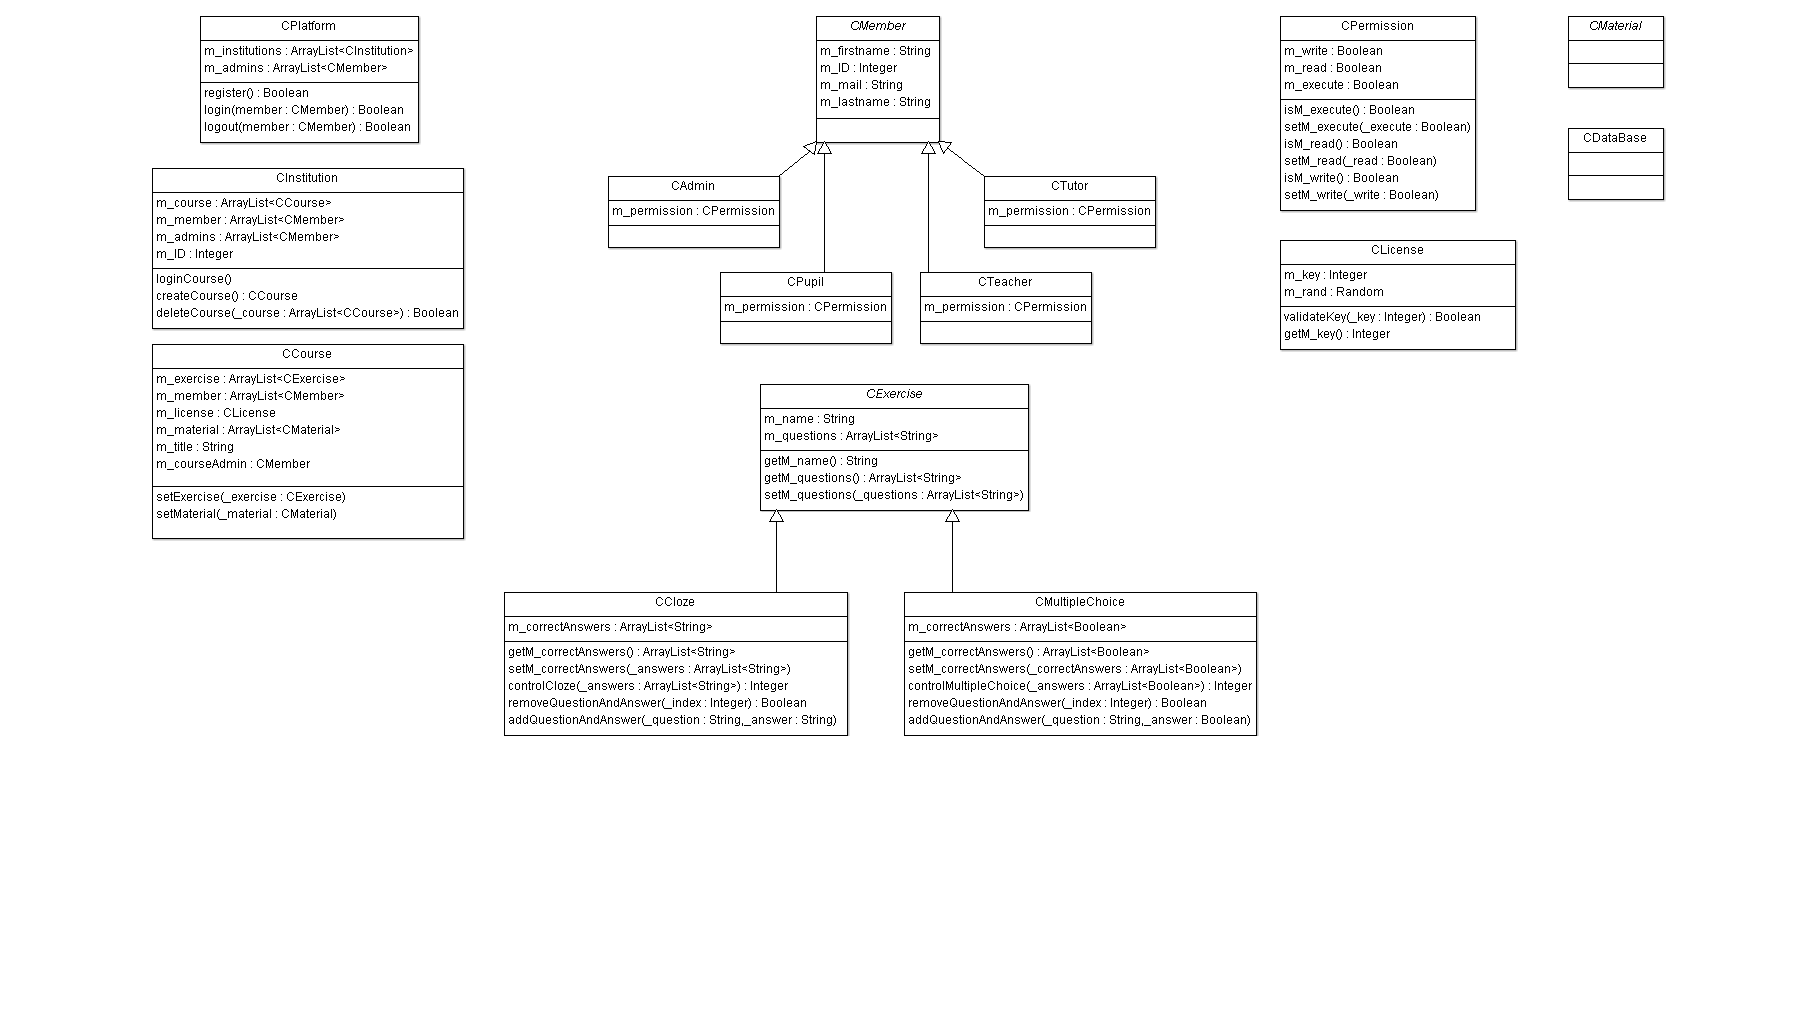 CPlatform
m_institutions : ArrayList<CInstitution>
m_admins : ArrayList<CMember>
register() : Boolean
login(member : CMember) : Boolean
logout(member : CMember) : Boolean
CInstitution
m_course : ArrayList<CCourse>
m_member : ArrayList<CMember>
m_admins : ArrayList<CMember>
m_ID : Integer
loginCourse()
createCourse() : CCourse
deleteCourse(_course : ArrayList<CCourse>) : Boolean
CCourse
m_exercise : ArrayList<CExercise>
m_member : ArrayList<CMember>
m_license : CLicense
m_material : ArrayList<CMaterial>
m_title : String
m_courseAdmin : CMember
setExercise(_exercise : CExercise)
setMaterial(_material : CMaterial)
CMember
m_firstname : String
m_ID : Integer
m_mail : String
m_lastname : String
CAdmin
m_permission : CPermission
CTutor
m_permission : CPermission
CPupil
m_permission : CPermission
CTeacher
m_permission : CPermission
CExercise
m_name : String
m_questions : ArrayList<String>
getM_name() : String
getM_questions() : ArrayList<String>
setM_questions(_questions : ArrayList<String>)
CCloze
m_correctAnswers : ArrayList<String>
getM_correctAnswers() : ArrayList<String>
setM_correctAnswers(_answers : ArrayList<String>)
controlCloze(_answers : ArrayList<String>) : Integer
removeQuestionAndAnswer(_index : Integer) : Boolean
addQuestionAndAnswer(_question : String,_answer : String)
CMultipleChoice
m_correctAnswers : ArrayList<Boolean>
getM_correctAnswers() : ArrayList<Boolean>
setM_correctAnswers(_correctAnswers : ArrayList<Boolean>)
controlMultipleChoice(_answers : ArrayList<Boolean>) : Integer
removeQuestionAndAnswer(_index : Integer) : Boolean
addQuestionAndAnswer(_question : String,_answer : Boolean)
CPermission
m_write : Boolean
m_read : Boolean
m_execute : Boolean
isM_execute() : Boolean
setM_execute(_execute : Boolean)
isM_read() : Boolean
setM_read(_read : Boolean)
isM_write() : Boolean
setM_write(_write : Boolean)
CLicense
m_key : Integer
m_rand : Random
validateKey(_key : Integer) : Boolean
getM_key() : Integer
CMaterial
CDataBase